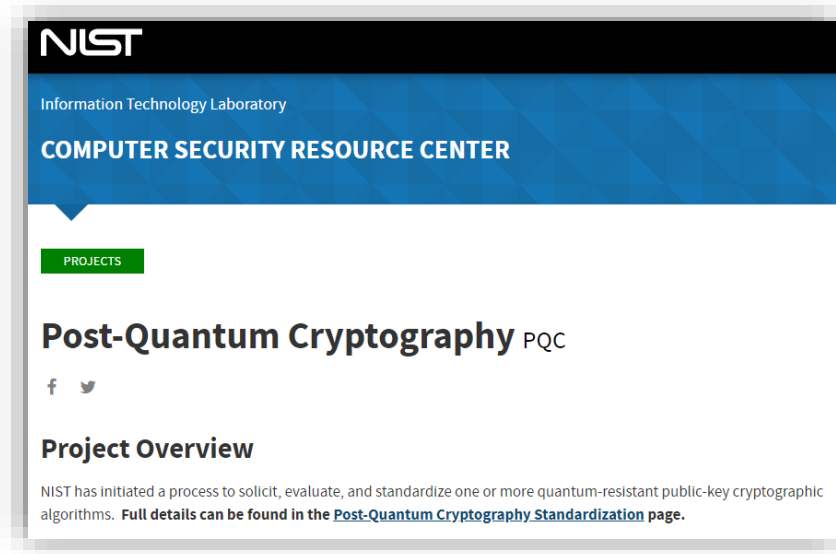 NIST
Information Technology Laboratory
COMPUTER SECURITY RESOURCE CENTER
PROJECTS
Post-Quantum Cryptography PQC
Project Overview
NIST has initiated a process to solicit, evaluate, and standardize one or more quantum-resistant public-key cryptographic
algorithms. Full details can be found in the Post-Quantum Cryptography Standardization page.